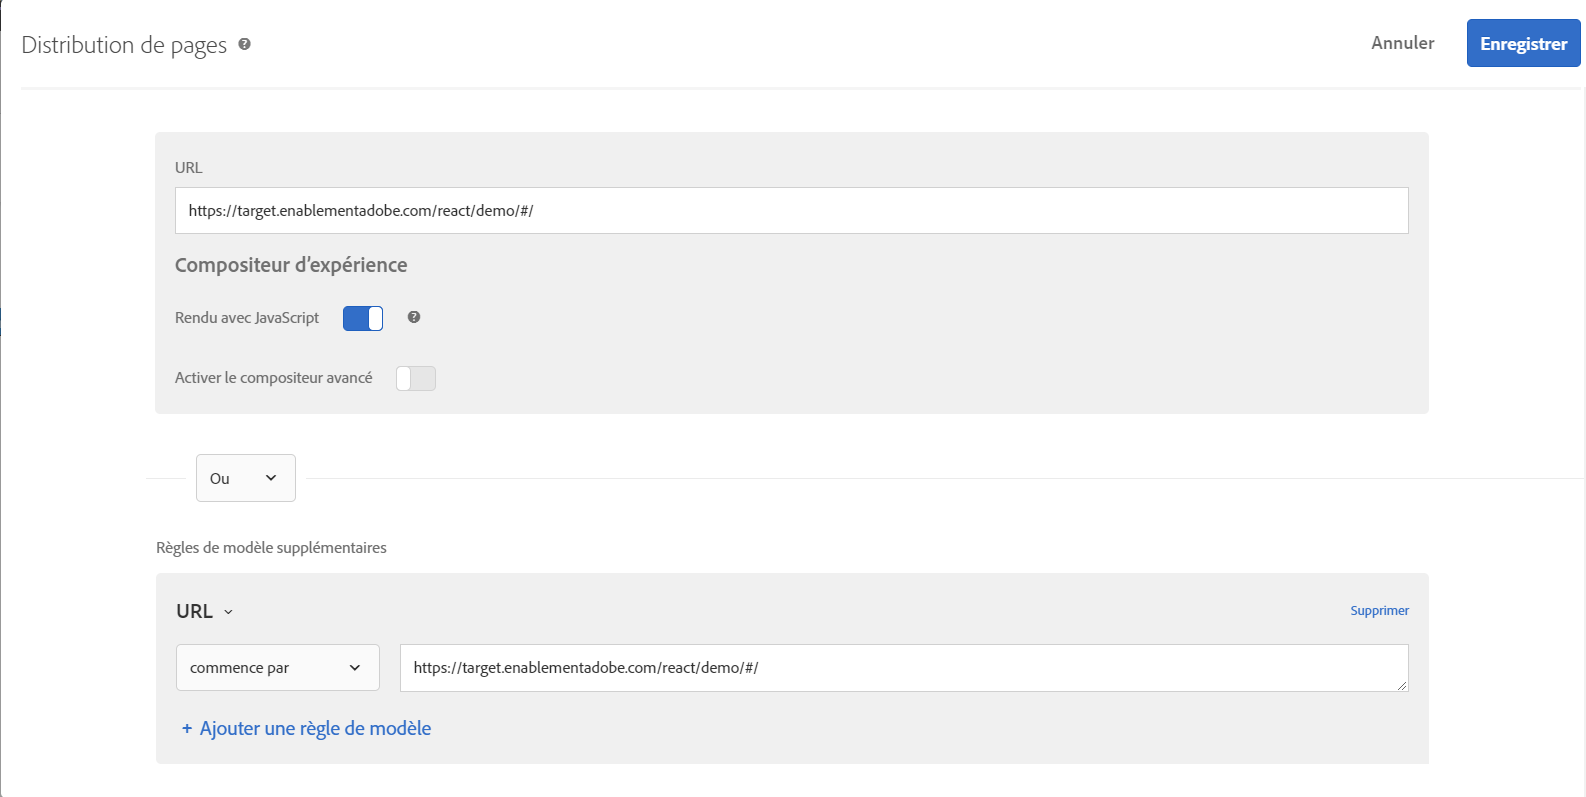 Distribution de pages
Annuler
Enregistrer
URL
https://target.enablementadobe.com/react/demo/#/
Compositeur d’expérience
Rendu avec JavaScript
Activer le compositeur avancé
Ou
Règles de modèle supplémentaires
URL
Supprimer
commence par
https://target.enablementadobe.com/react/demo/#/
+ Ajouter une règle de modèle